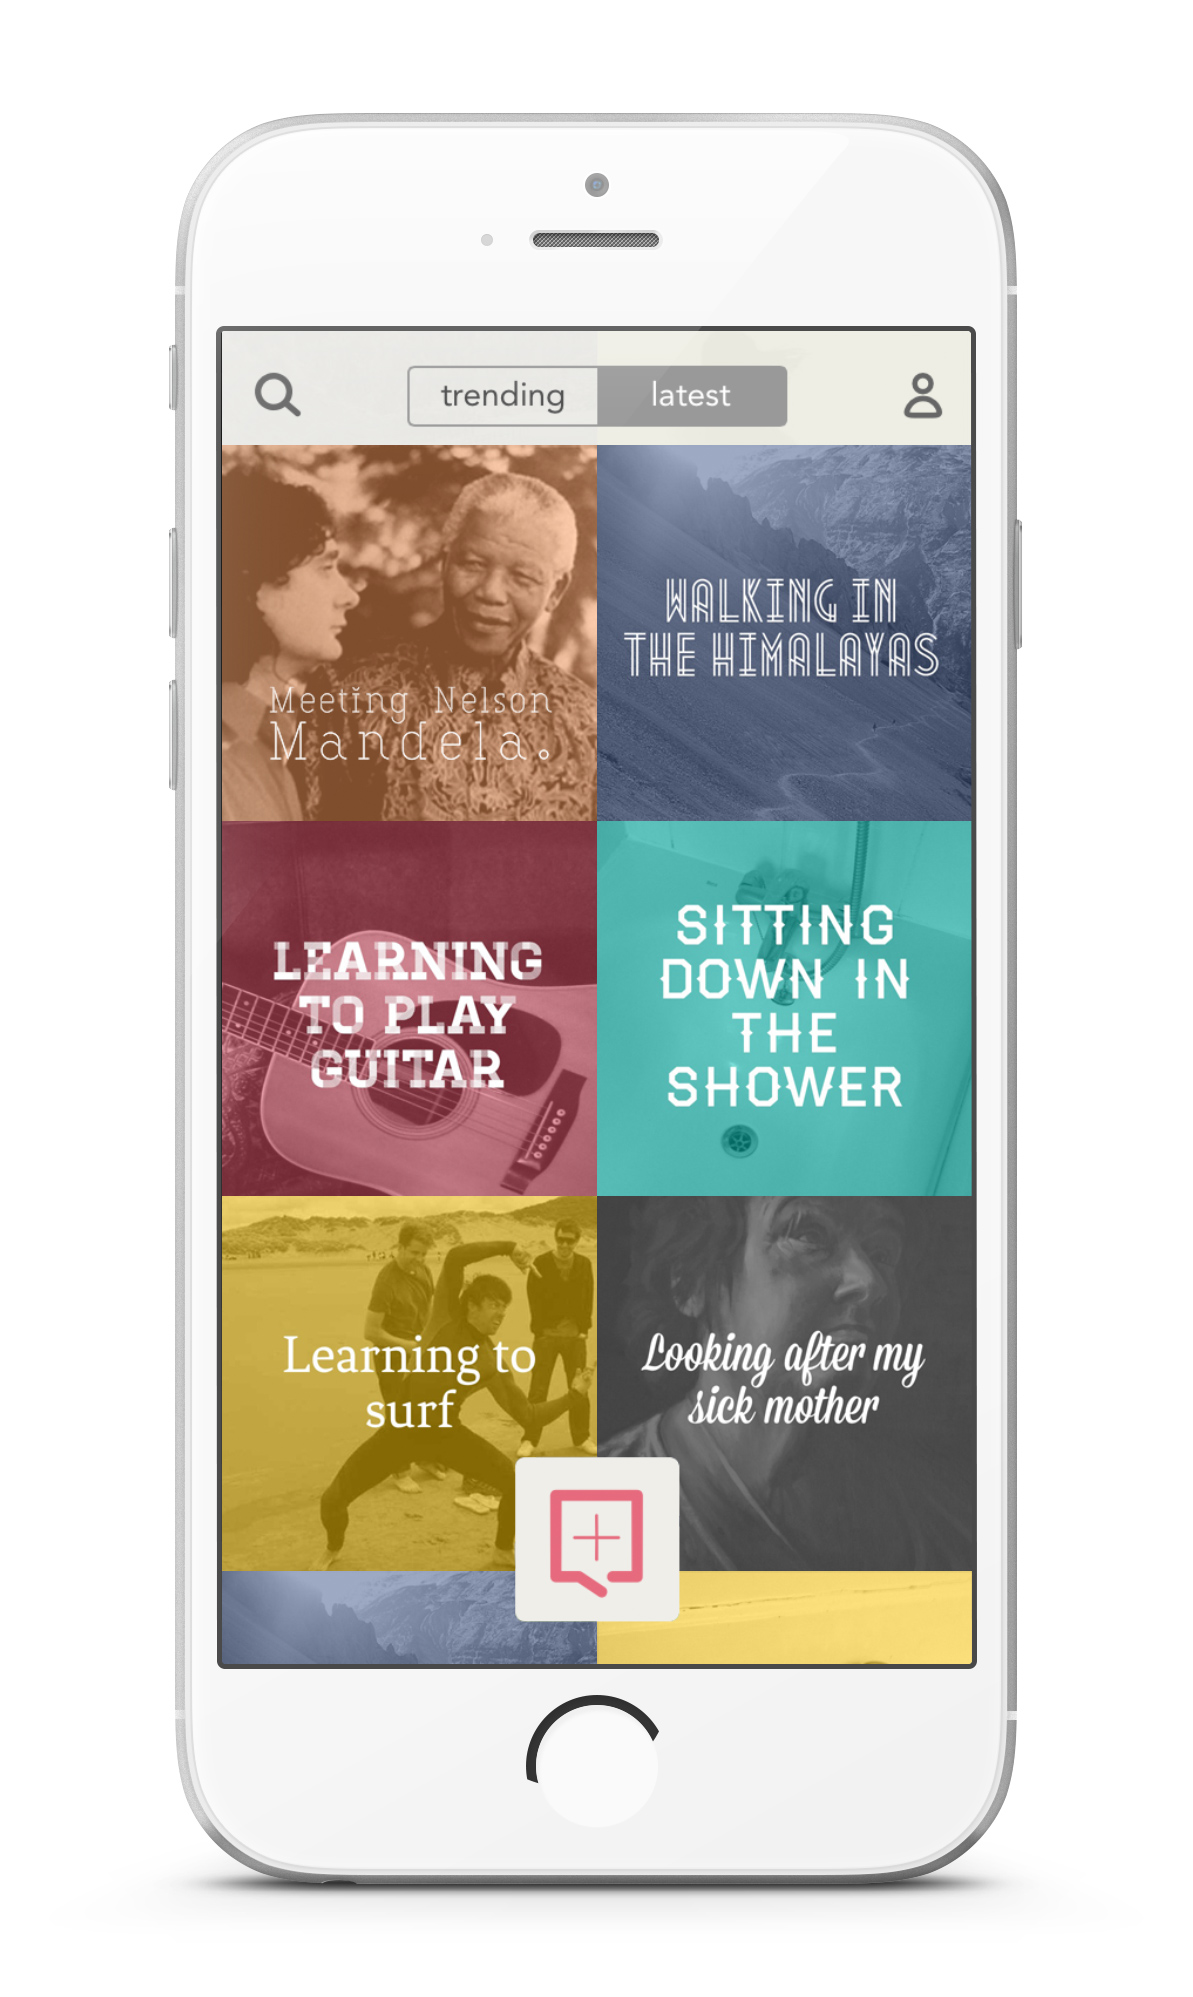 trending latest
Meeting Nelson
Mandela.
WALKING IN
THE HIMALAYAS
LEARNING
TO PLAY
GUITAR
SITTING
DOWN IN
THE
SHOWER
Learning to
surf
Looking after my
sick mother